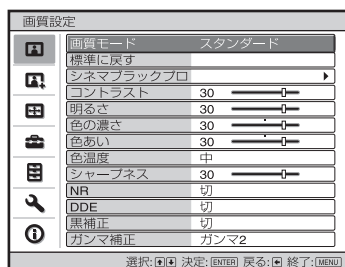 画質設定
画質モード スタンダード
標準に戻す
シネマブラックプロ
コントラスト 30
明るさ 30
色の濃さ 30
色あい 30
色温度 中
シャープネス 30
NR 切
DDE 切
黒補正 切
ガンマ補正 ガンマ2
選択: 決定:ENTER 戻る: 終了:MENU